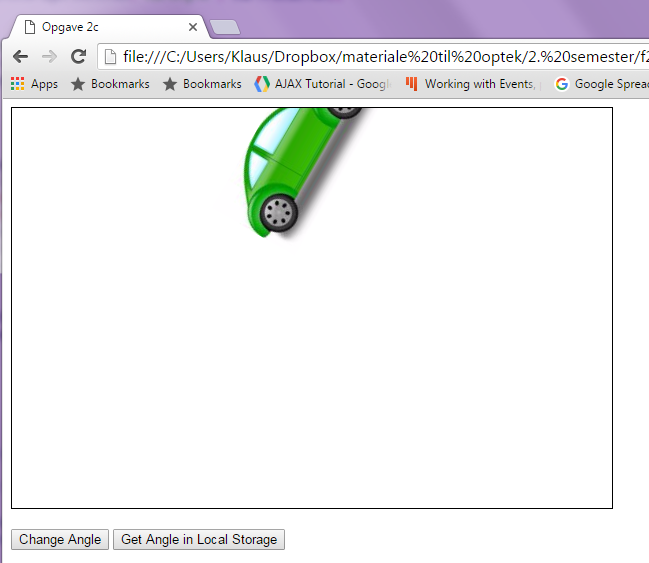 Opgave 2c
file:///C:/Users/Klaus/Dropbox/materiale%20til%20optek/2.%20semester/f2
Apps Bookmarks Bookmarks AJAX Tutorial - Googl Working with Events, Google Spread
Change Angle Get Angle in Local Storage